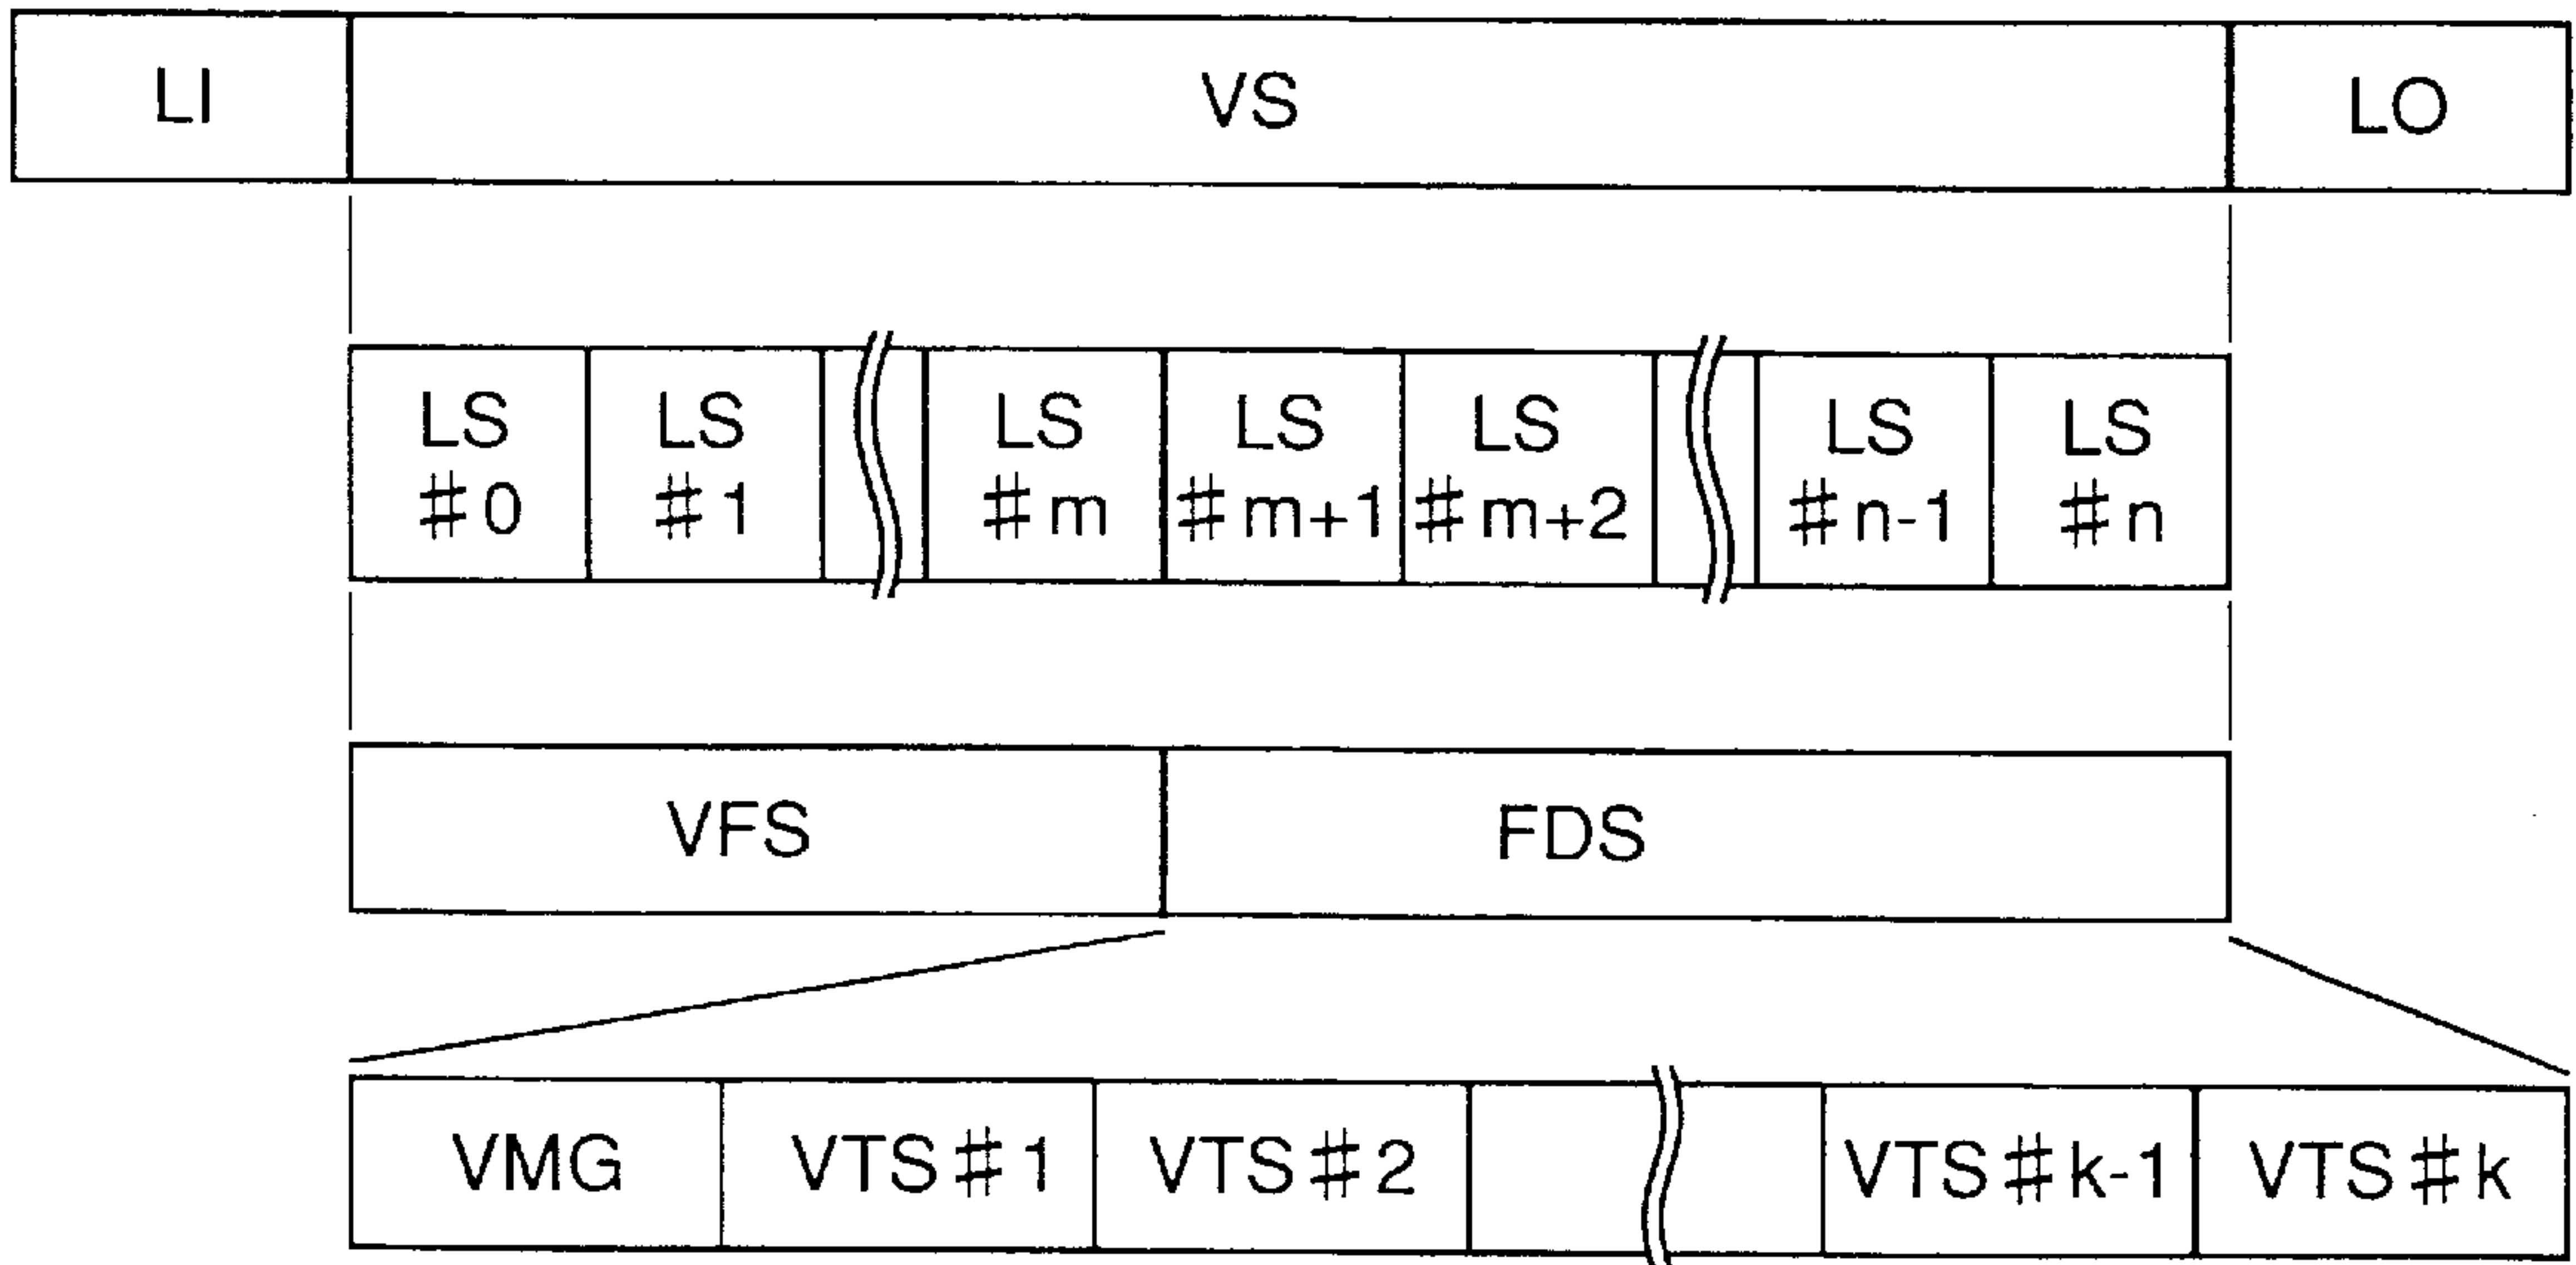 LI
VS
LO
LS
#0
LS
#1
LS
#m
LS
#m+1
LS
#m+2
LS
#n-1
LS
#n
VFS
FDS
VMG
VTS#1
VTS#2
VTS#k-1
VTS#k